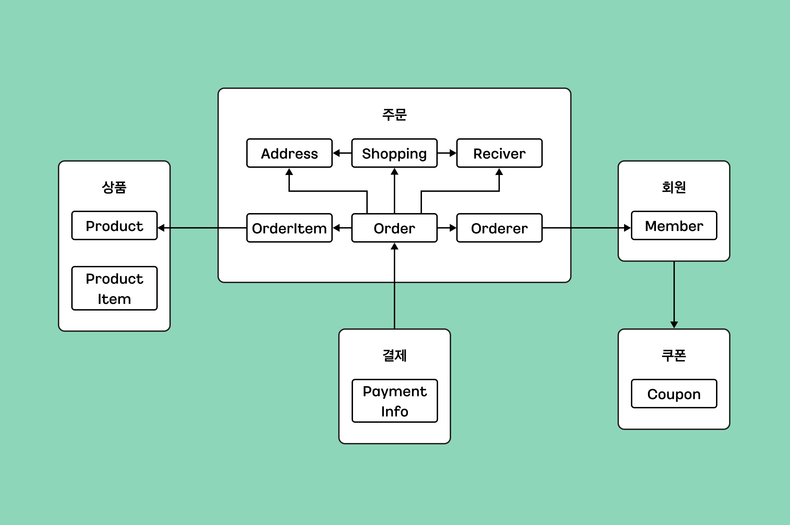 주문
Address
Shopping
Reciver
OrderItem
Order
Orderer
상품
Product
Product
Item
회원
Member
결제
Payment
Info
쿠폰
Coupon